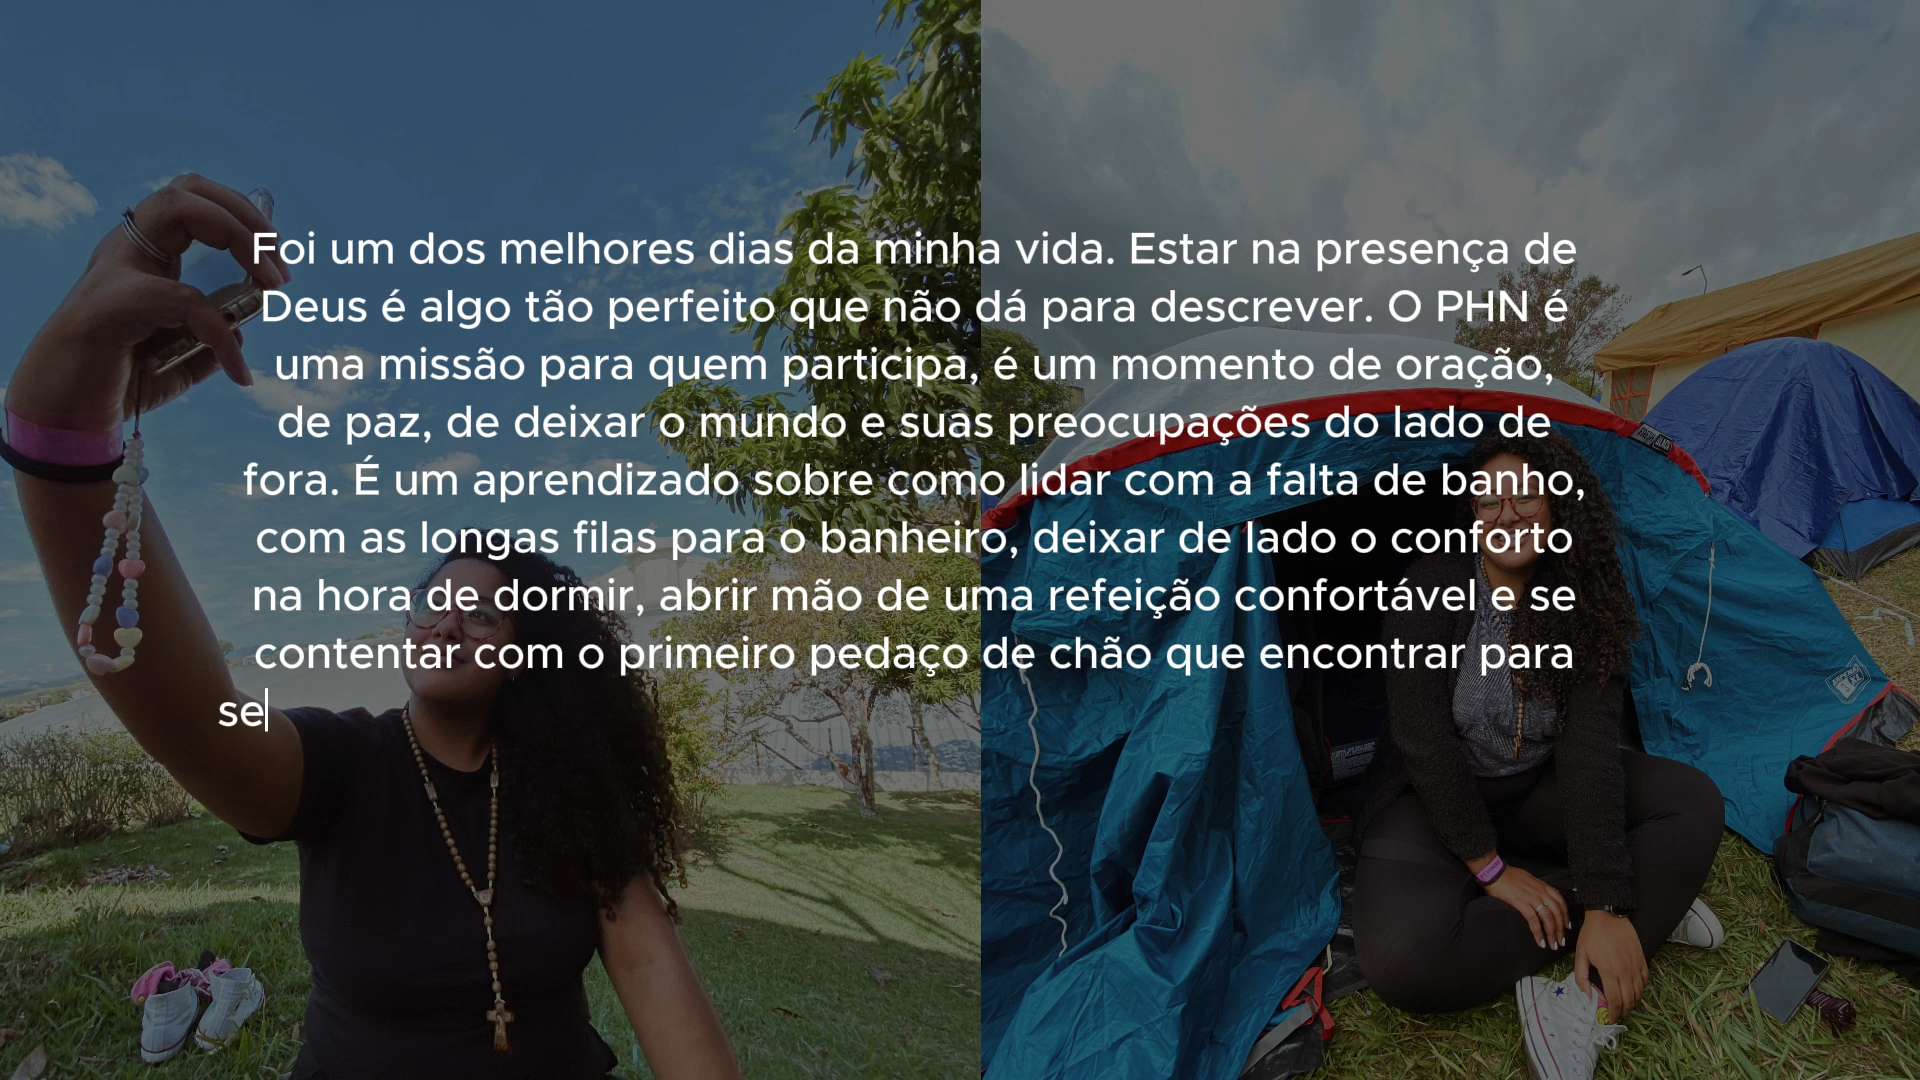 Foi um dos melhores dias da minha vida. Estar na presença de
Deus é algo tão perfeito que não dá para descrever. O PHN é
uma missão para quem participa, é um momento de oração,
de paz, de deixar o mundo e suas preocupações do lado de
fora. É um aprendizado sobre como lidar com a falta de banho,
com as longas filas para o banheiro, deixar de lado o conforto
na hora de dormir, abrir mão de uma refeição confortável e se
contentar com o primeiro pedaço de chão que encontrar para
se